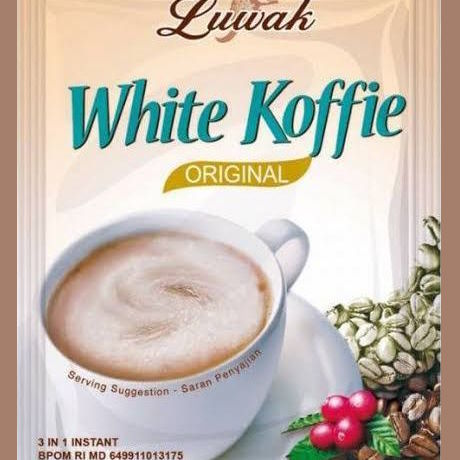 Luwak
White Koffie
ORIGINAL
Serving Suggestion - Saran Penyajian
3 IN 1 INSTANT
BPOM RI MD 649911013175